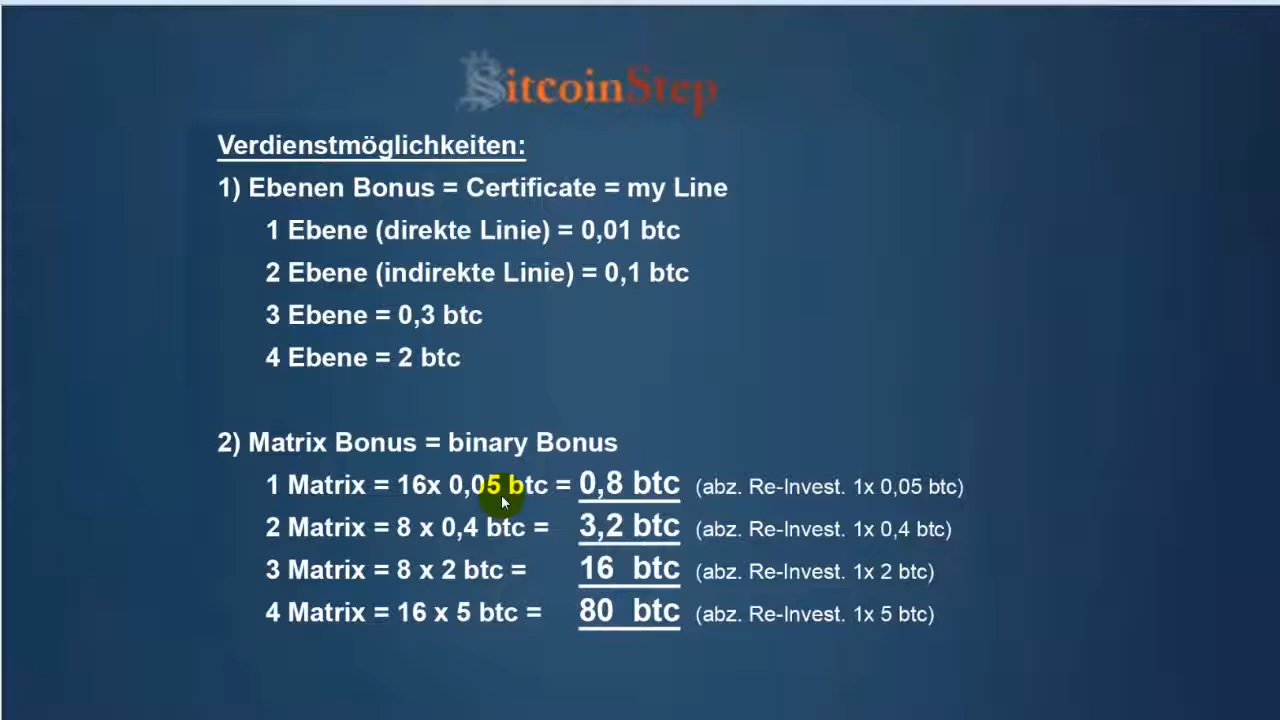 BitcoinStep
Verdienstmöglichkeiten:
1) Ebenen Bonus = Certificate = my Line
1 Ebene (direkte Linie) = 0,01 btc
2 Ebene (indirekte Linie) = 0,1 btc
3 Ebene = 0,3 btc
4 Ebene = 2 btc
2) Matrix Bonus = binary Bonus
1 Matrix = 16x 0,05 btc = 0,8 btc (abz. Re-Invest. 1x 0,05 btc)
2 Matrix = 8 x 0,4 btc = 3,2 btc (abz. Re-Invest. 1x 0,4 btc)
3 Matrix = 8 x 2 btc = 16 btc (abz. Re-Invest. 1x 2 btc)
4 Matrix = 16 x 5 btc = 80 btc (abz. Re-Invest. 1x 5 btc)